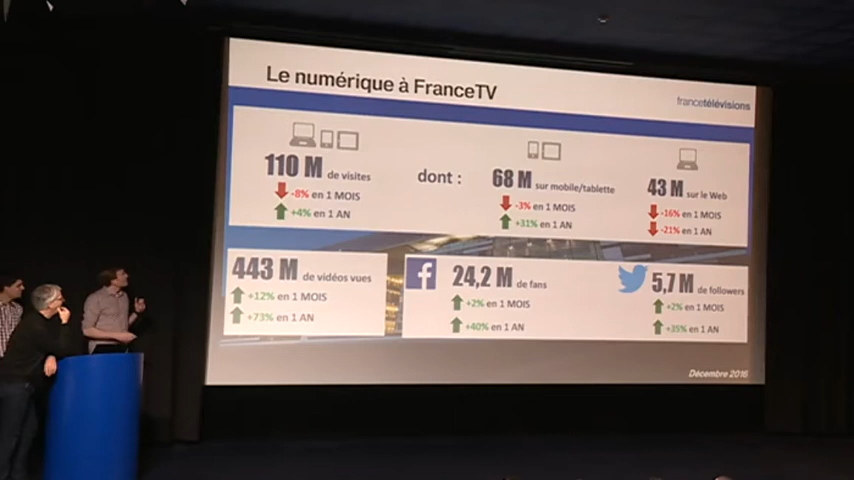 Le numérique à FranceTV
francetélévisions
110 M de visites
-8% en 1 MOIS
+4% en 1 AN
dont :
68 M sur mobile/tablette
-3% en 1 MOIS
+31% en 1 AN
43 M sur le Web
-16% en 1 MOIS
-21% en 1 AN
443 M de vidéos vues
+12% en 1 MOIS
+73% en 1 AN
f
24,2 M de fans
+2% en 1 MOIS
+40% en 1 AN
5,7 M de followers
+2% en 1 MOIS
+35% en 1 AN
Décembre 2016